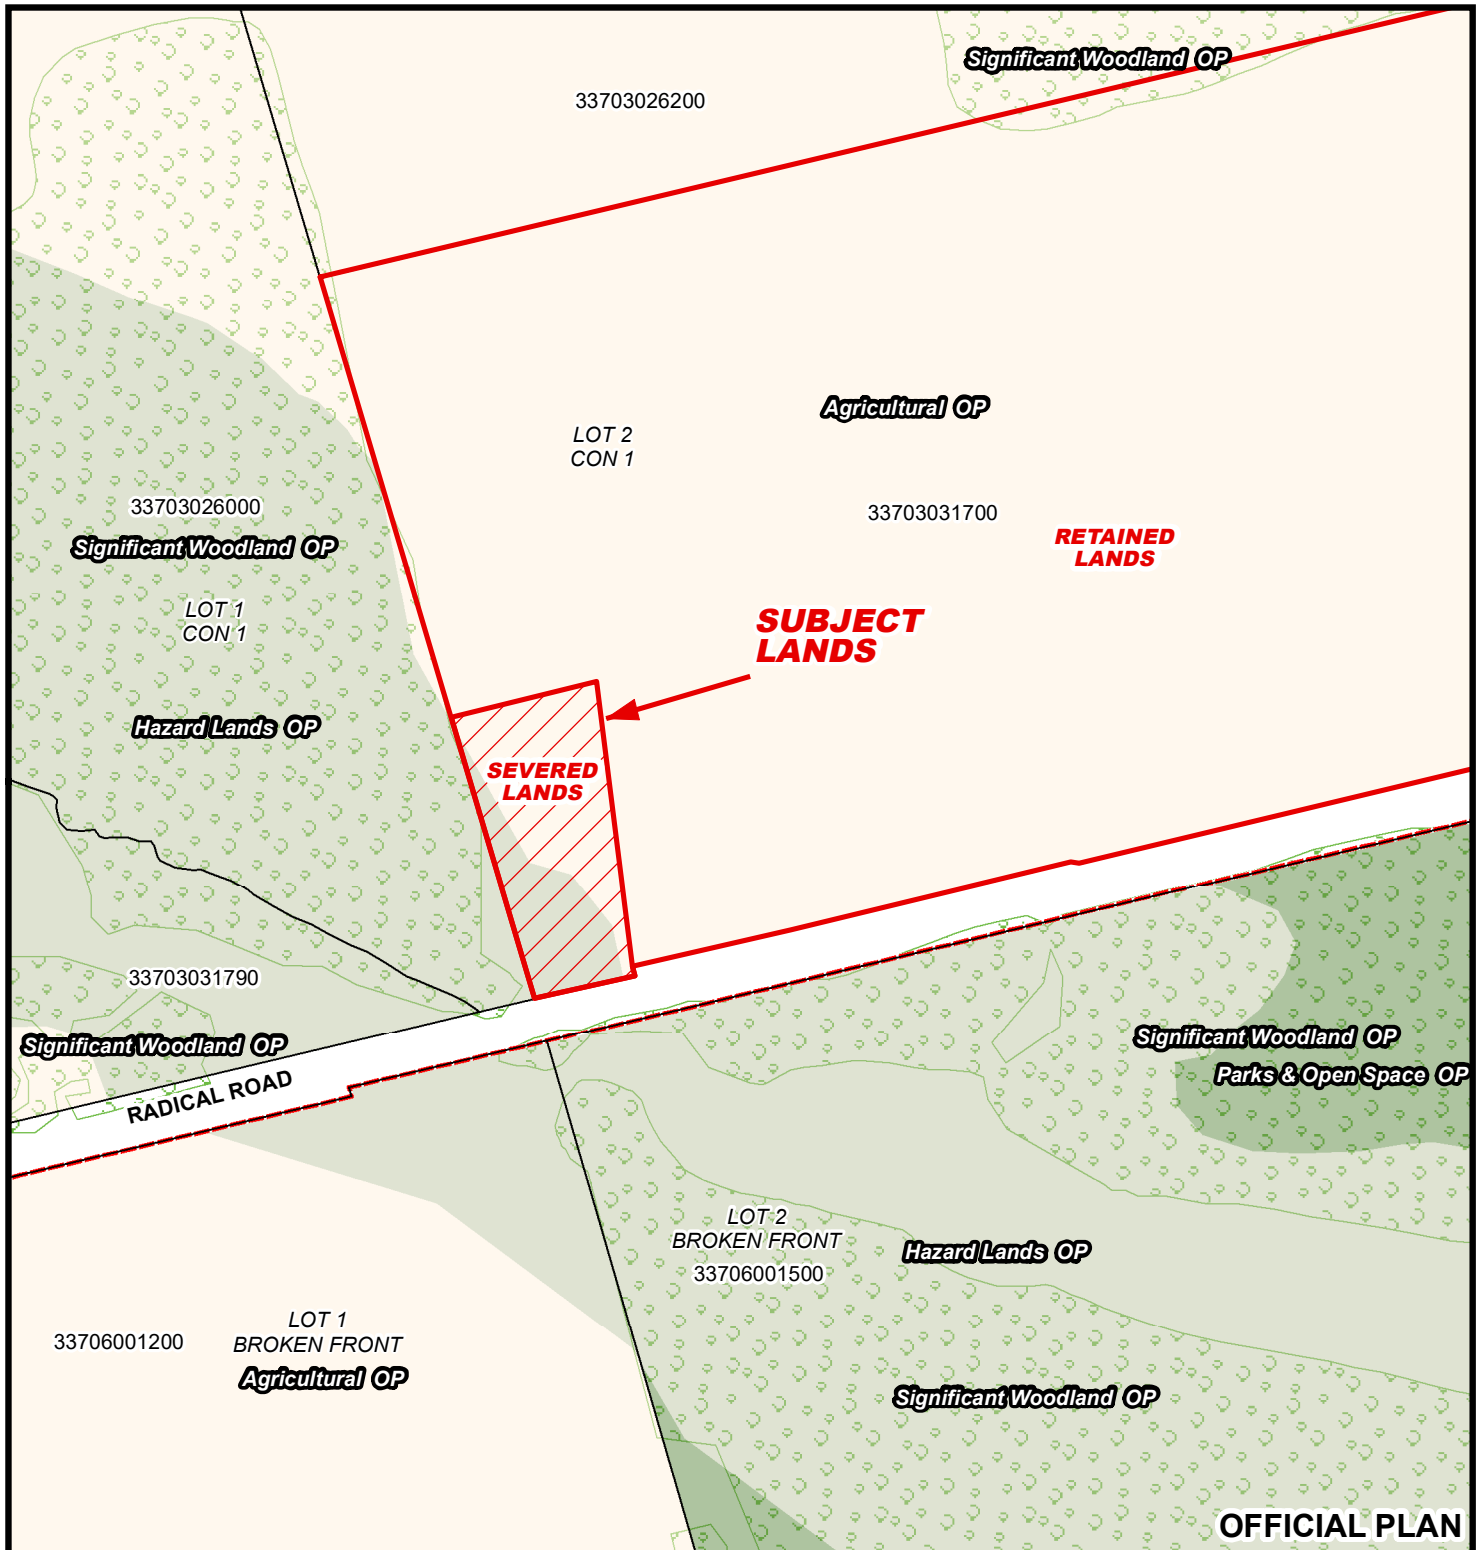 Significant Woodland OP
33703026200
Agricultural OP
LOT 2
CON 1
33703026000
33703031700
RETAINED
LANDS
Significant Woodland OP
LOT 1
CON 1
SUBJECT
LANDS
Hazard Lands OP
SEVERED
LANDS
33703031790
Significant Woodland OP
Significant Woodland OP
Parks & Open Space OP
RADICAL ROAD
LOT 2
BROKEN FRONT
33706001500
Hazard Lands OP
LOT 1
BROKEN FRONT
33706001200
Agricultural OP
Significant Woodland OP
OFFICIAL PLAN